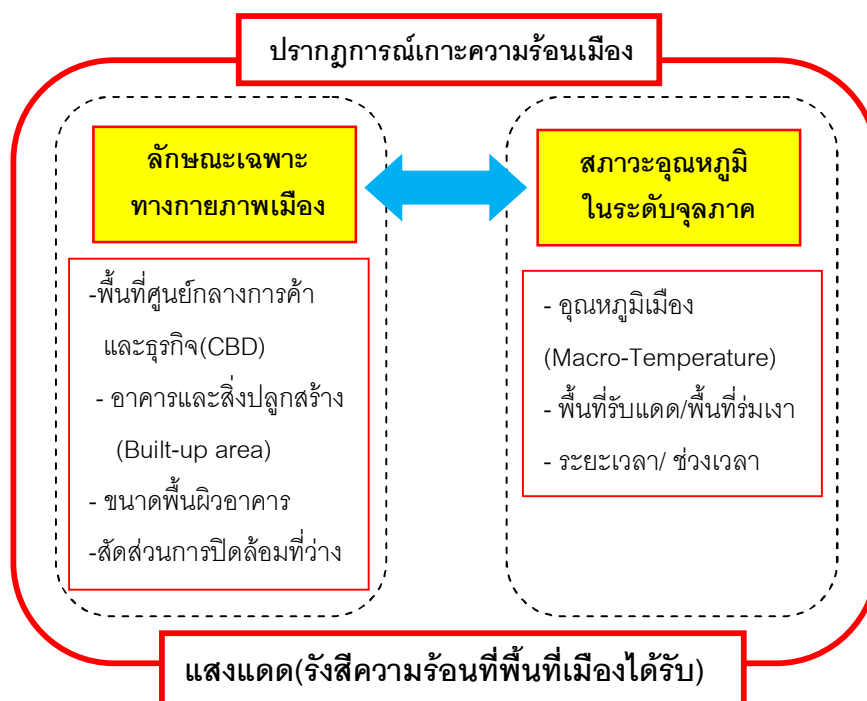 ปรากฏการณ์เกาะความร้อนเมือง
ลักษณะเฉพาะ
ทางกายภาพเมือง
-พื้นที่ศูนย์กลางการค้า
และธุรกิจ(CBD)
- อาคารและสิ่งปลูกสร้าง
(Built-up area)
- ขนาดพื้นผิวอาคาร
-สัดส่วนการปิดล้อมที่ว่าง
สภาวะอุณหภูมิ
ในระดับจุลภาค
- อุณหภูมิเมือง
(Macro-Temperature)
- พื้นที่รับแดด/พื้นที่ร่มเงา
- ระยะเวลา/ ช่วงเวลา
แสงแดด(รังสีความร้อนที่พื้นที่เมืองได้รับ)